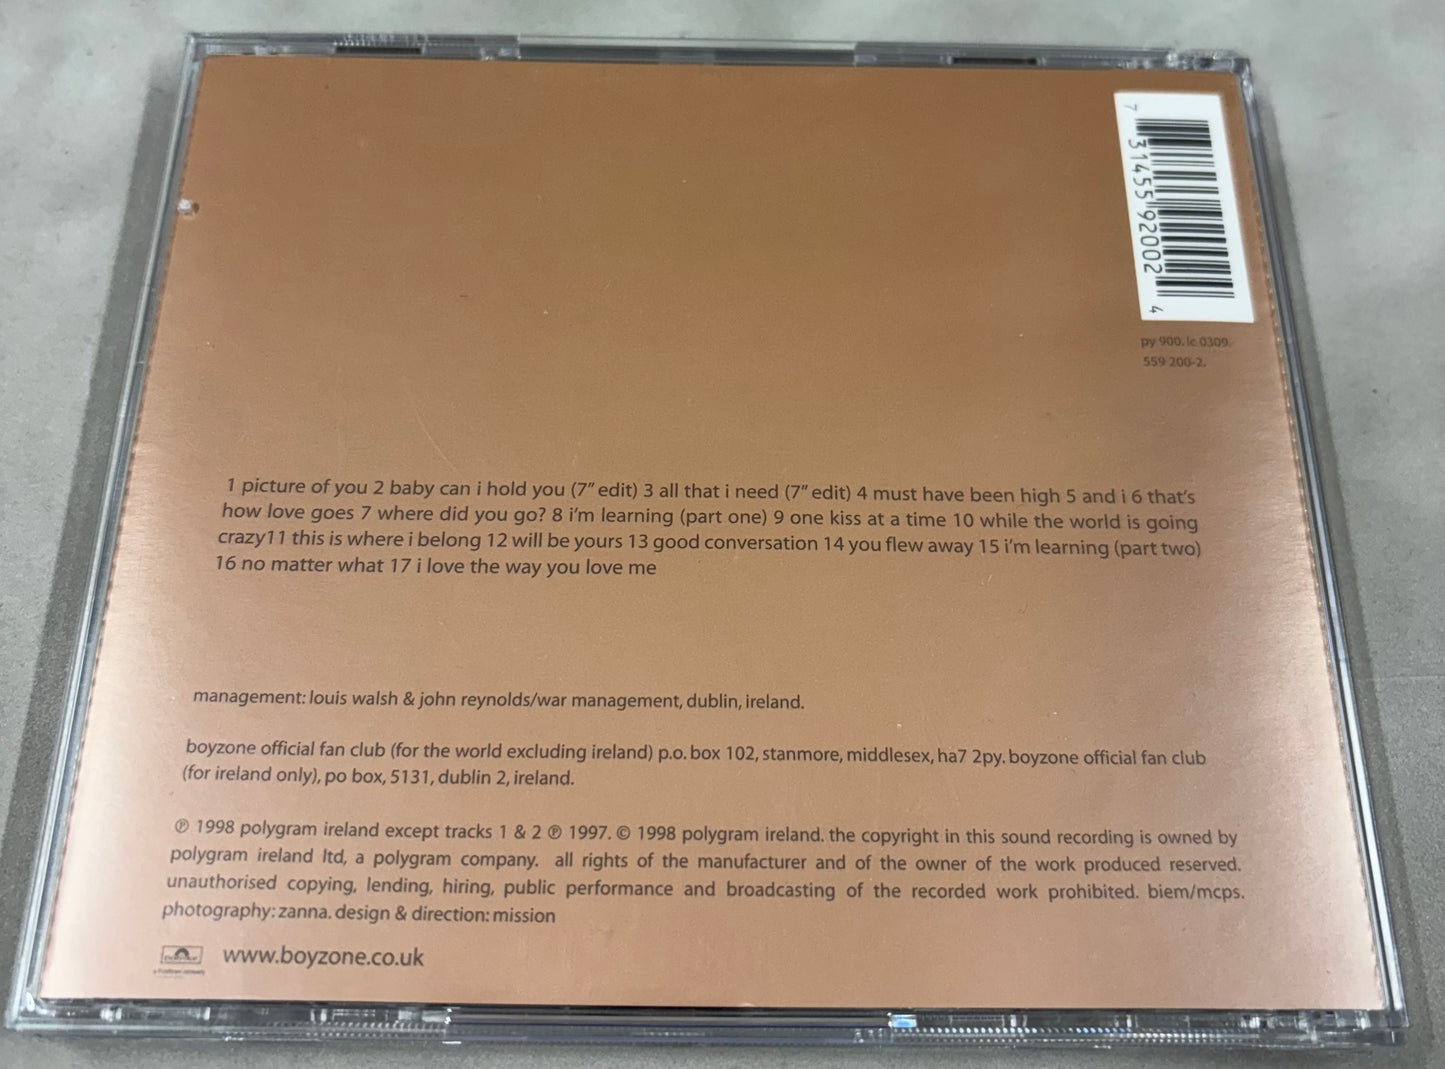 7 31455 92002 4
py 900. lc 0309.
559 200-2.
1 picture of you 2 baby can i hold you (7” edit) 3 all that i need (7” edit) 4 must have been high 5 and i 6 that’s
how love goes 7 where did you go? 8 i’m learning (part one) 9 one kiss at a time 10 while the world is going
crazy11 this is where i belong 12 will be yours 13 good conversation 14 you flew away 15 i’m learning (part two)
16 no matter what 17 i love the way you love me
management: louis walsh & john reynolds/war management, dublin, ireland.
boyzone official fan club (for the world excluding ireland) p.o. box 102, stanmore, middlesex, ha7 2py. boyzone official fan club
(for ireland only), po box, 5131, dublin 2, ireland.
℗ 1998 polygram ireland except tracks 1 & 2 ℗ 1997. © 1998 polygram ireland. the copyright in this sound recording is owned by
polygram ireland ltd, a polygram company. all rights of the manufacturer and of the owner of the work produced reserved.
unauthorised copying, lending, hiring, public performance and broadcasting of the recorded work prohibited. biem/mcps.
photography: zanna. design & direction: mission
www.boyzone.co.uk